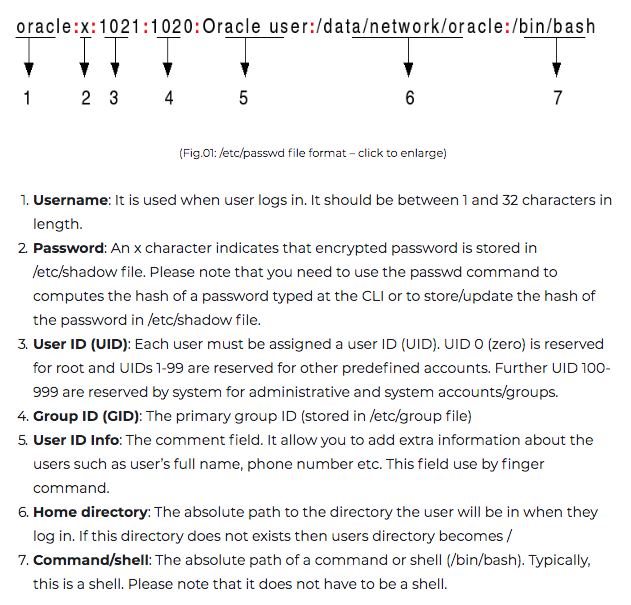 oracle:x:1021:1020:Oracle user:/data/network/oracle:/bin/bash
1 2 3 4 5 6 7
(Fig.01: /etc/passwd file format – click to enlarge)
1. Username: It is used when user logs in. It should be between 1 and 32 characters in
length.
2. Password: An x character indicates that encrypted password is stored in
/etc/shadow file. Please note that you need to use the passwd command to
computes the hash of a password typed at the CLI or to store/update the hash of
the password in /etc/shadow file.
3. User ID (UID): Each user must be assigned a user ID (UID). UID 0 (zero) is reserved
for root and UIDs 1-99 are reserved for other predefined accounts. Further UID 100-
999 are reserved by system for administrative and system accounts/groups.
4. Group ID (GID): The primary group ID (stored in /etc/group file)
5. User ID Info: The comment field. It allow you to add extra information about the
users such as user’s full name, phone number etc. This field use by finger
command.
6. Home directory: The absolute path to the directory the user will be in when they
log in. If this directory does not exists then users directory becomes /
7. Command/shell: The absolute path of a command or shell (/bin/bash). Typically,
this is a shell. Please note that it does not have to be a shell.